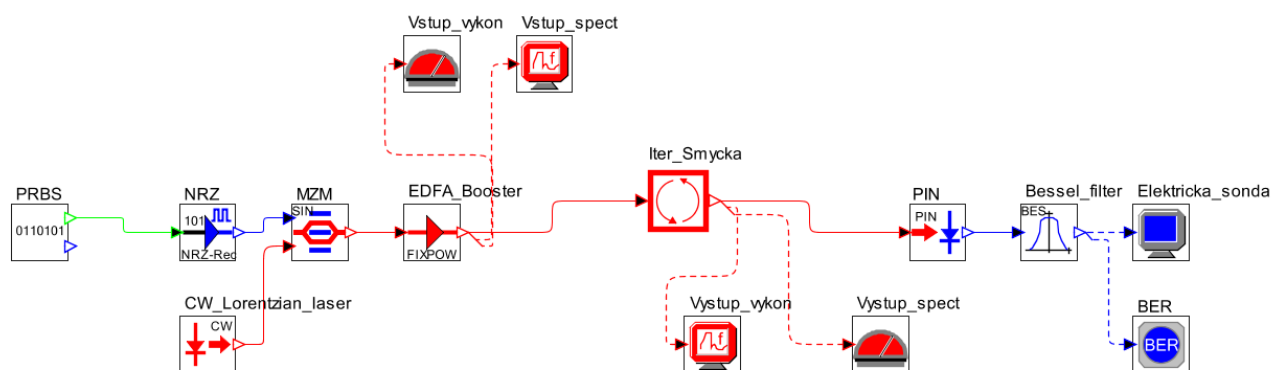 Vstup_vykon
Vstup_spect
f
Iter_Smycka
PRBS
NRZ
MZM
EDFA_Booster
PIN
Bessel_filter
Elektricka_sonda
0110101
101
NRZ-Rec
SIN
FIXPOW
PIN
BES
CW_Lorentzian_laser
CW
Vystup_vykon
Vystup_spect
BER
f
BER